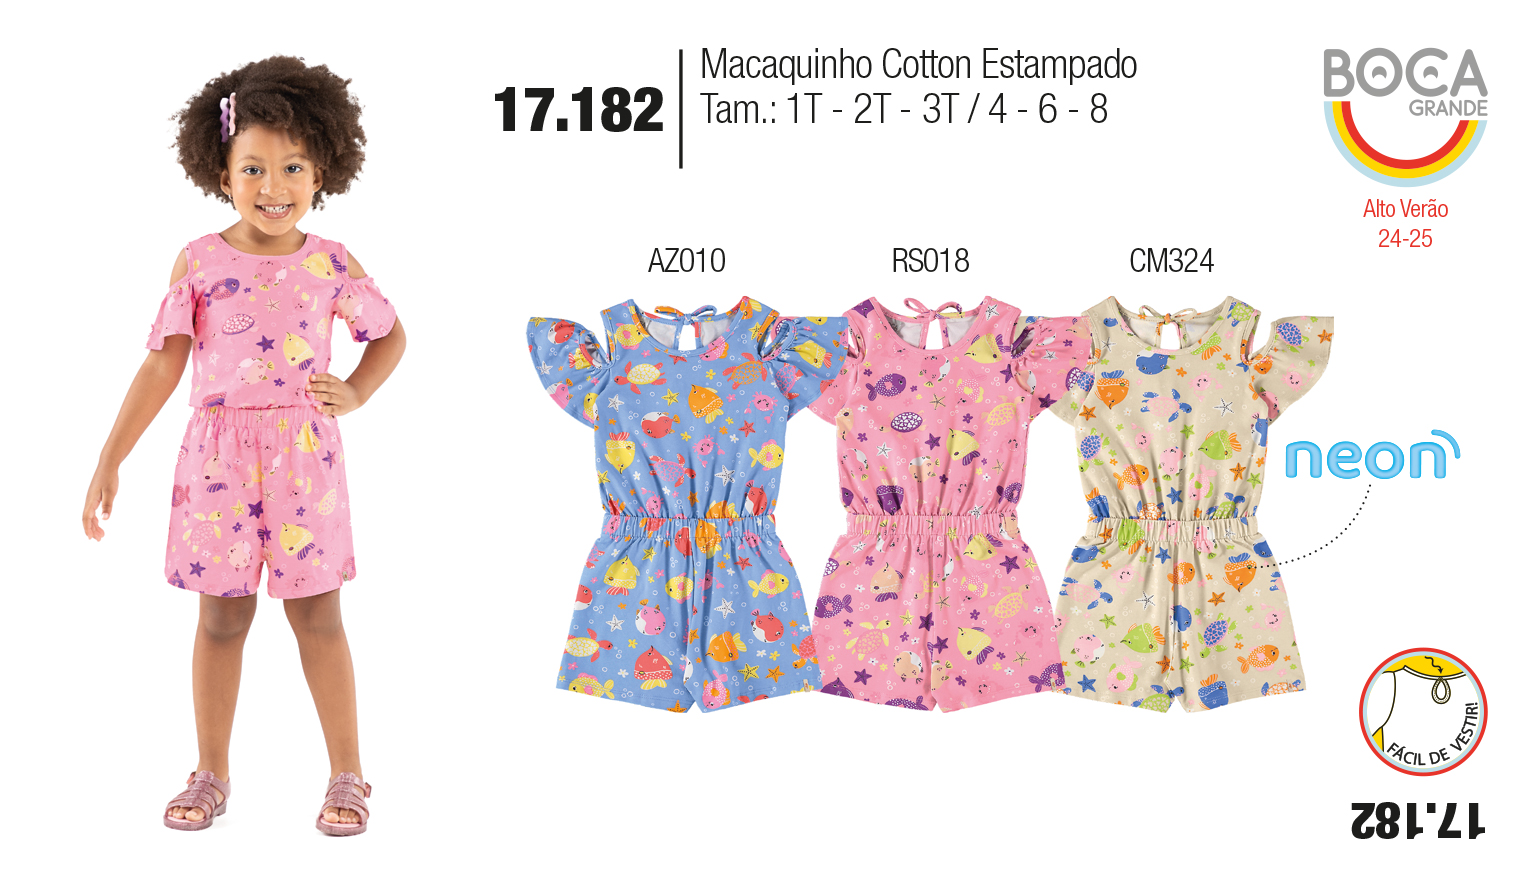 17.182
Macaquinho Cotton Estampado
Tam.: 1T - 2T - 3T / 4 - 6 - 8
BOCA
GRANDE
Alto Verão
24-25
AZ010
RS018
CM324
neon
FÁCIL DE VESTIR!
17.182